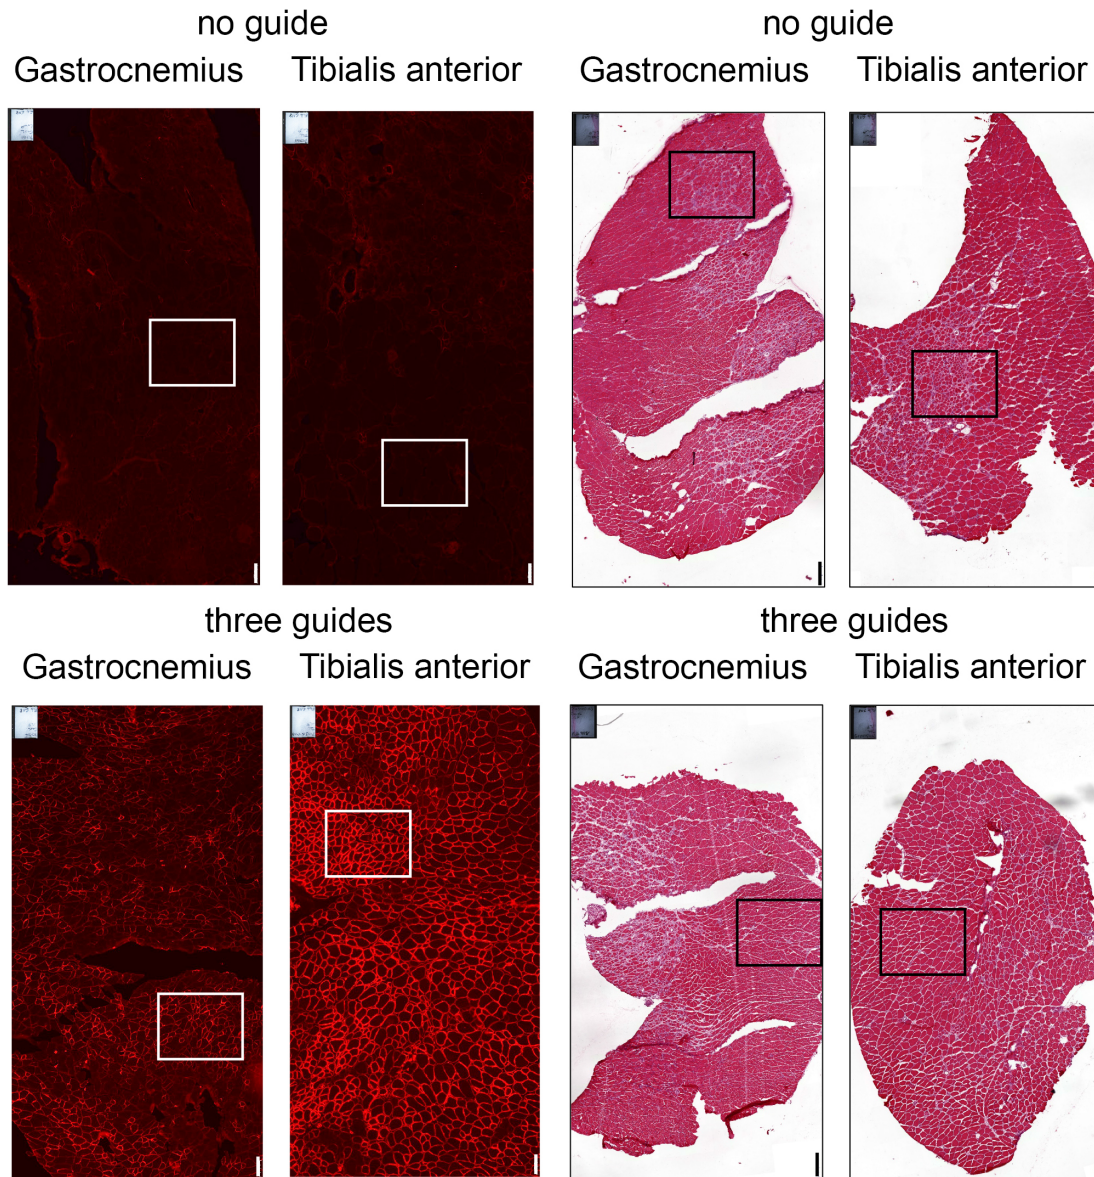 no guide
no guide
Gastrocnemius
Tibialis anterior
Gastrocnemius
Tibialis anterior
three guides
three guides
Gastrocnemius
Tibialis anterior
Gastrocnemius
Tibialis anterior